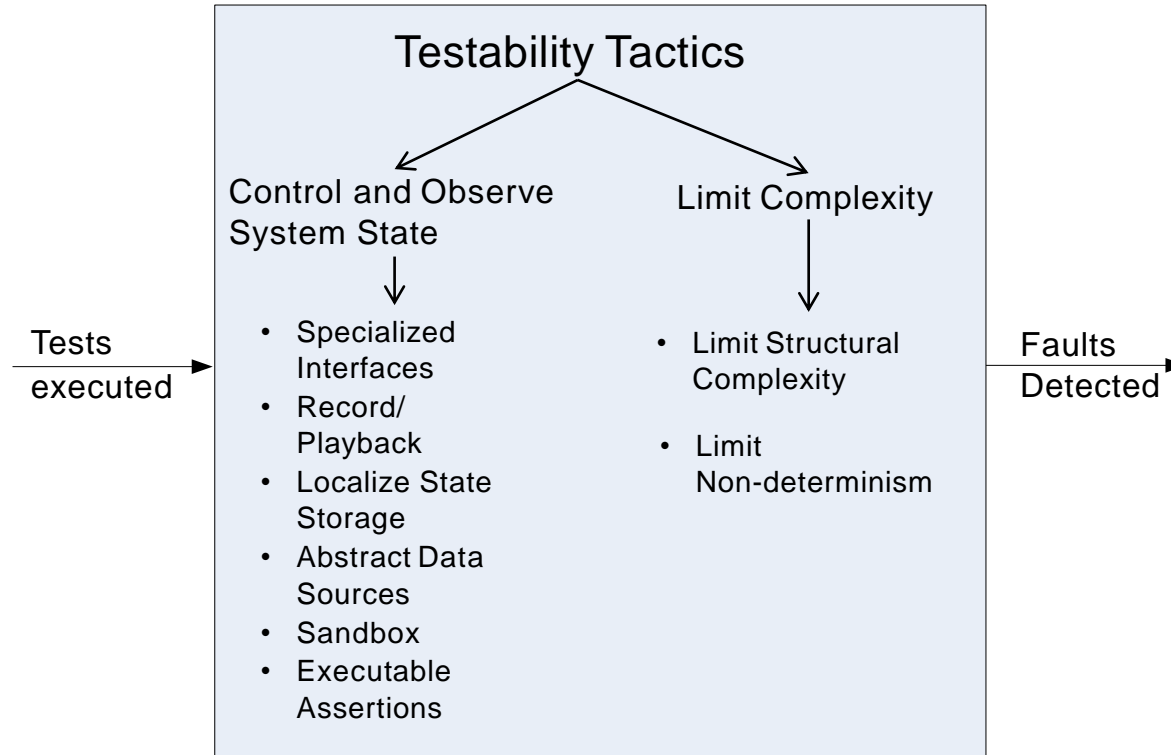 Testability Tactics
Control and Observe
System State
Limit Complexity
Tests
executed
• Specialized
Interfaces
• Record/
Playback
• Localize State
Storage
• Abstract Data
Sources
• Sandbox
• Executable
Assertions
• Limit Structural
Complexity
• Limit
Non-determinism
Faults
Detected